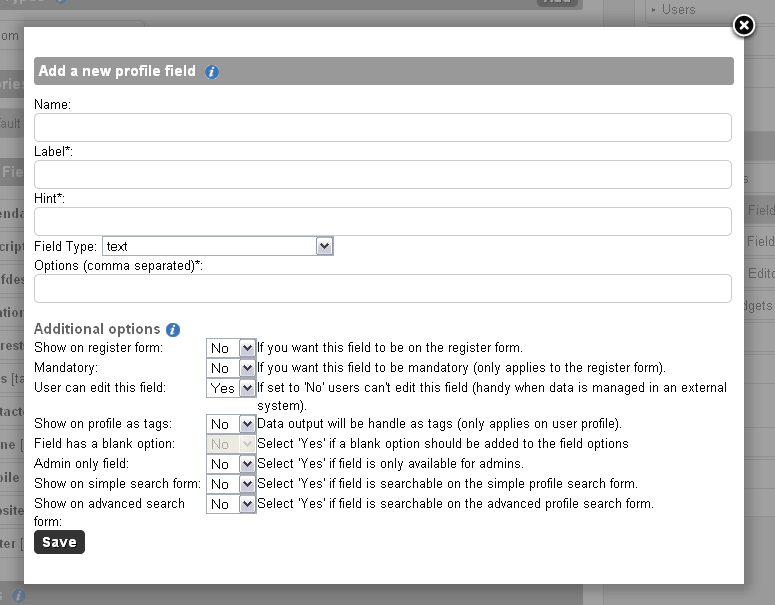 Users
Add a new profile field
Name:
Label*:
Hint*:
Field
Field Type: text
Field
Options (comma separated)*:
Additional options
Show on register form: No If you want this field to be on the register form.
Mandatory: No If you want this field to be mandatory (only applies to the register form).
User can edit this field: Yes If set to 'No' users can't edit this field (handy when data is managed in an external
system).
Show on profile as tags: No Data output will be handle as tags (only applies on user profile).
Field has a blank option: No Select 'Yes' if a blank option should be added to the field options
Admin only field: No Select 'Yes' if field is only available for admins.
Show on simple search form: No Select 'Yes' if field is searchable on the simple profile search form.
Show on advanced search No Select 'Yes' if field is searchable on the advanced profile search form.
form:
Save